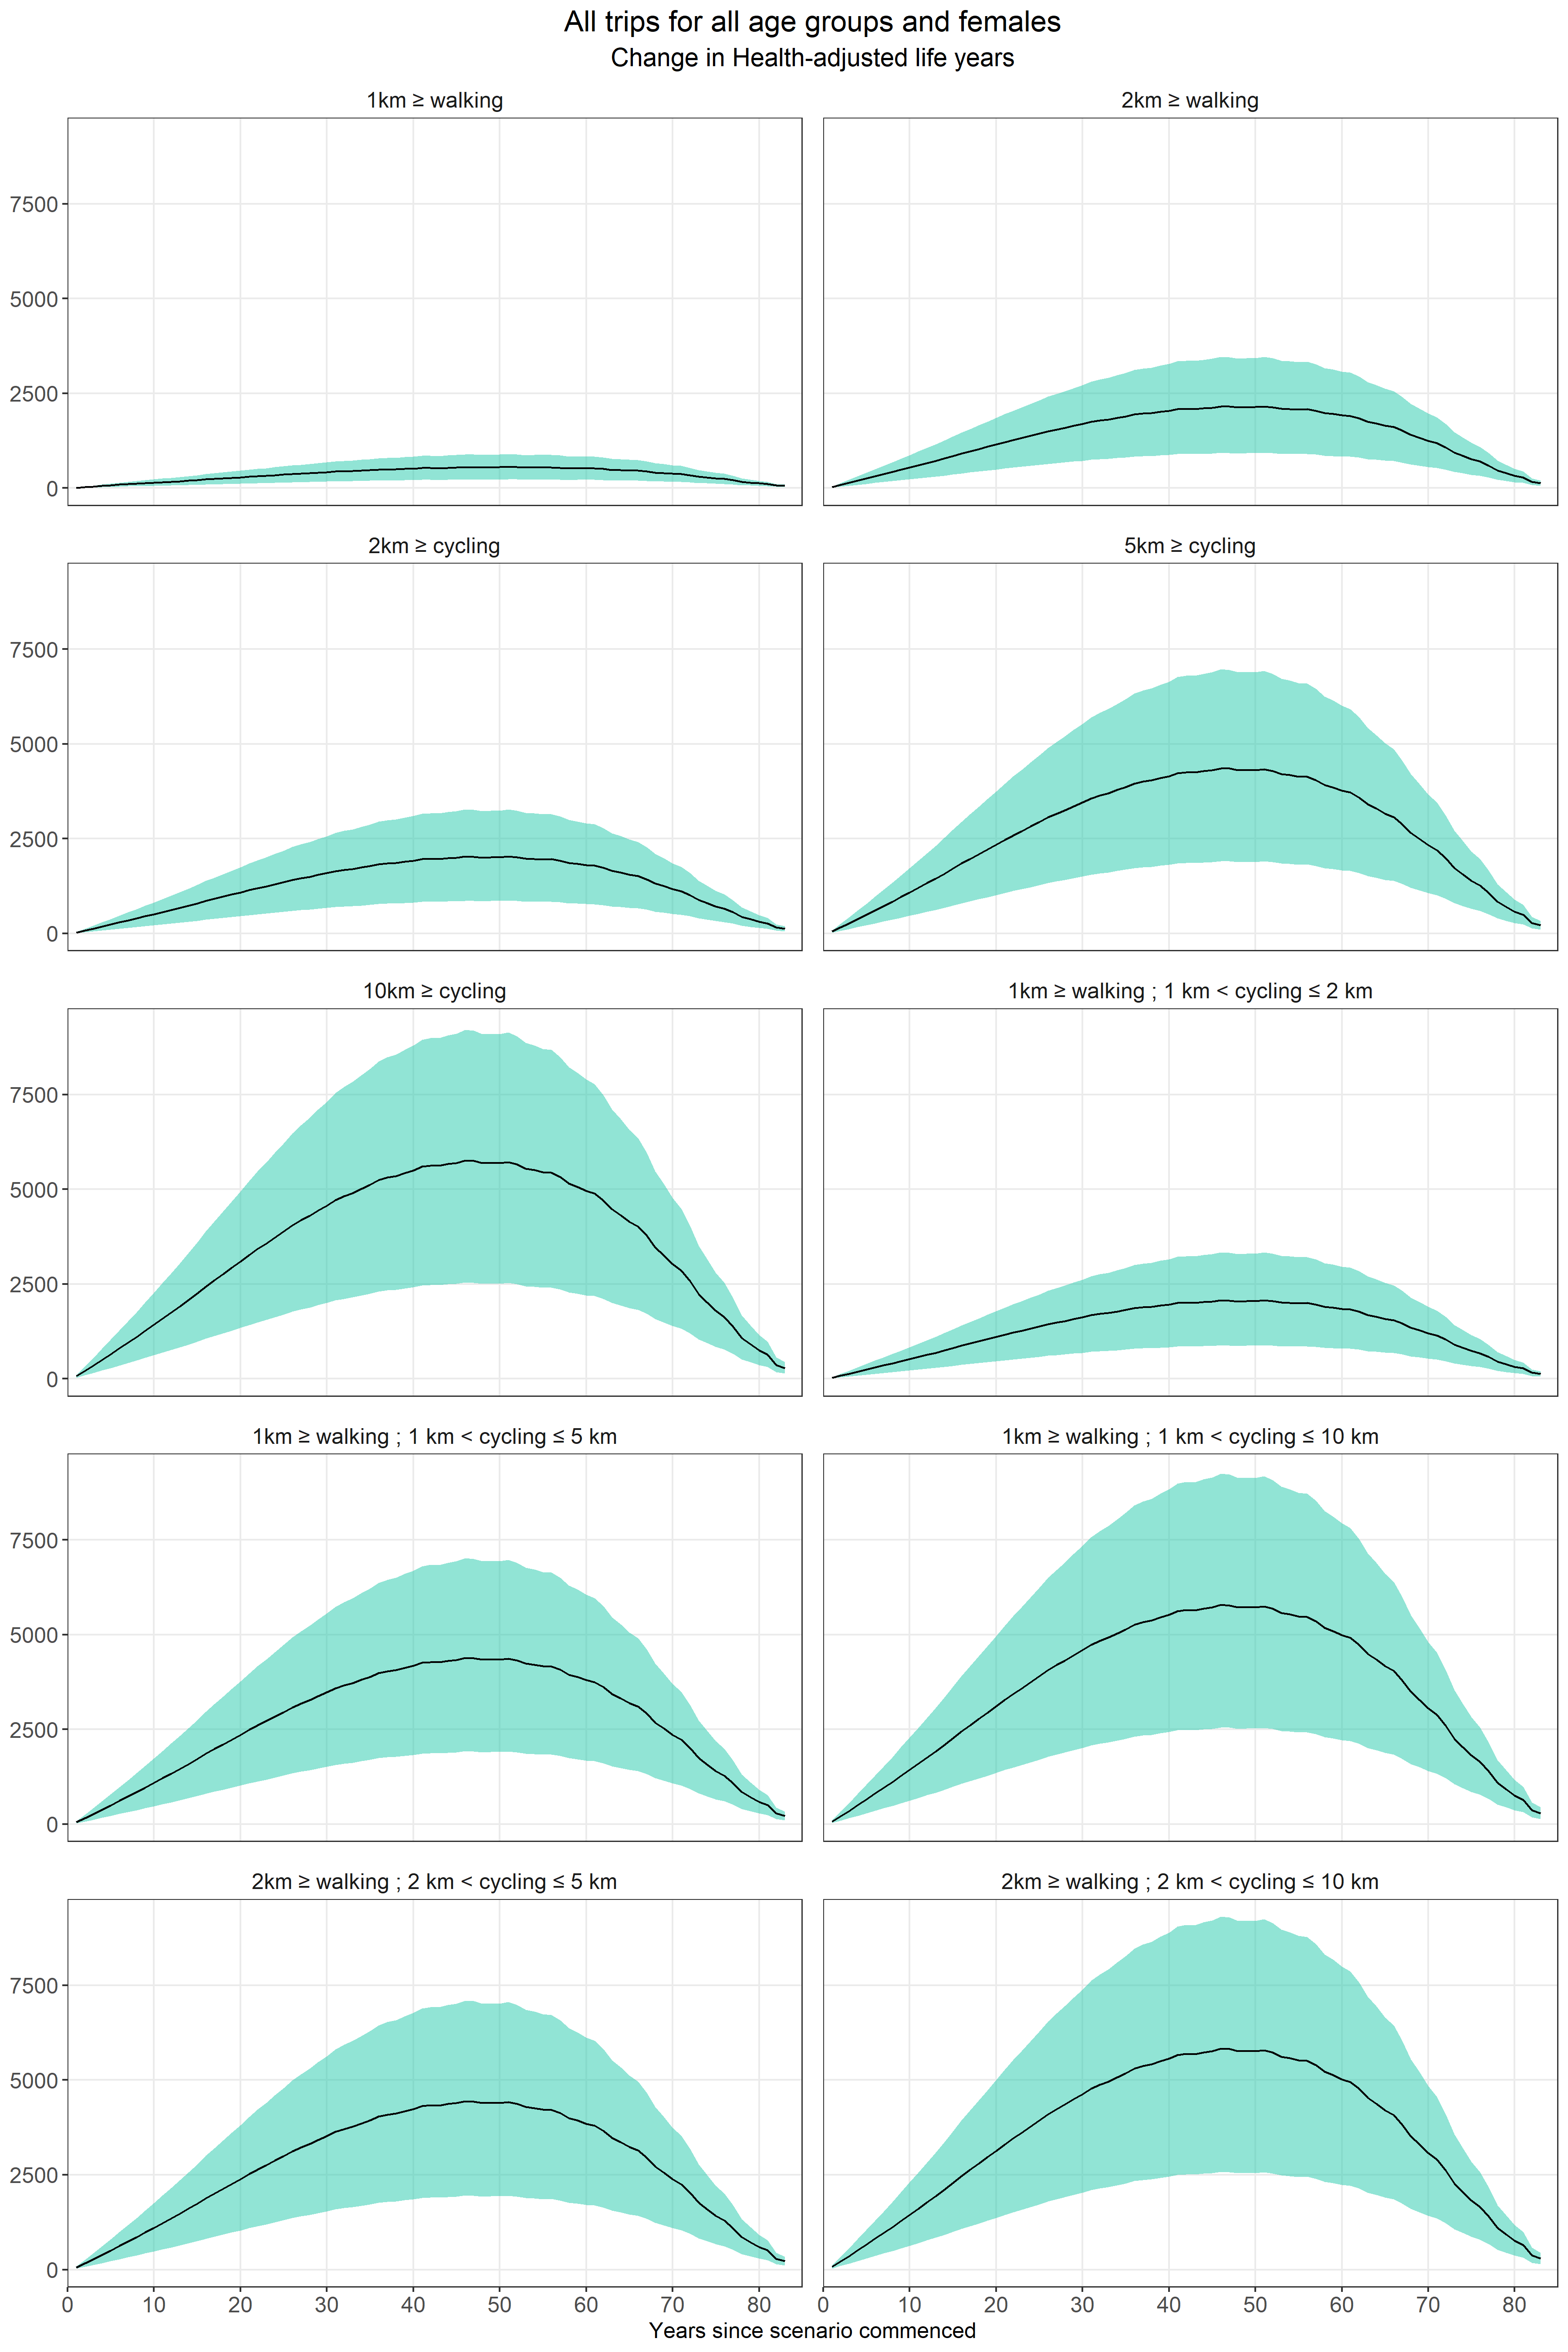 All trips for all age groups and females
Change in Health-adjusted life years
1km ≥ walking
2km ≥ walking
7500
5000
2500
0
2km ≥ cycling
5km ≥ cycling
7500
5000
2500
0
10km ≥ cycling
1km ≥ walking ; 1 km < cycling ≤ 2 km
7500
5000
2500
0
1km ≥ walking ; 1 km < cycling ≤ 5 km
1km ≥ walking ; 1 km < cycling ≤ 10 km
7500
5000
2500
0
2km ≥ walking ; 2 km < cycling ≤ 5 km
2km ≥ walking ; 2 km < cycling ≤ 10 km
7500
5000
2500
0
0 10 20 30 40 50 60 70 80
0 10 20 30 40 50 60 70 80
Years since scenario commenced